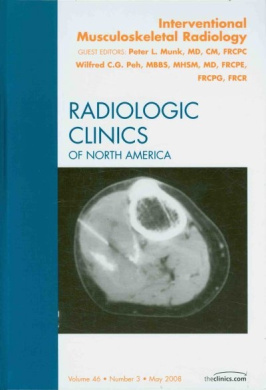 Interventional
Musculoskeletal Radiology
GUEST EDITORS: Peter L. Munk, MD, CM, FRCPC
Wilfred C.G. Peh, MBBS, MHSM, MD, FRCPE,
FRCPG, FRCR
RADIOLOGIC
CLINICS
OF NORTH AMERICA
Volume 46 • Number 3 • May 2008
theclinics.com